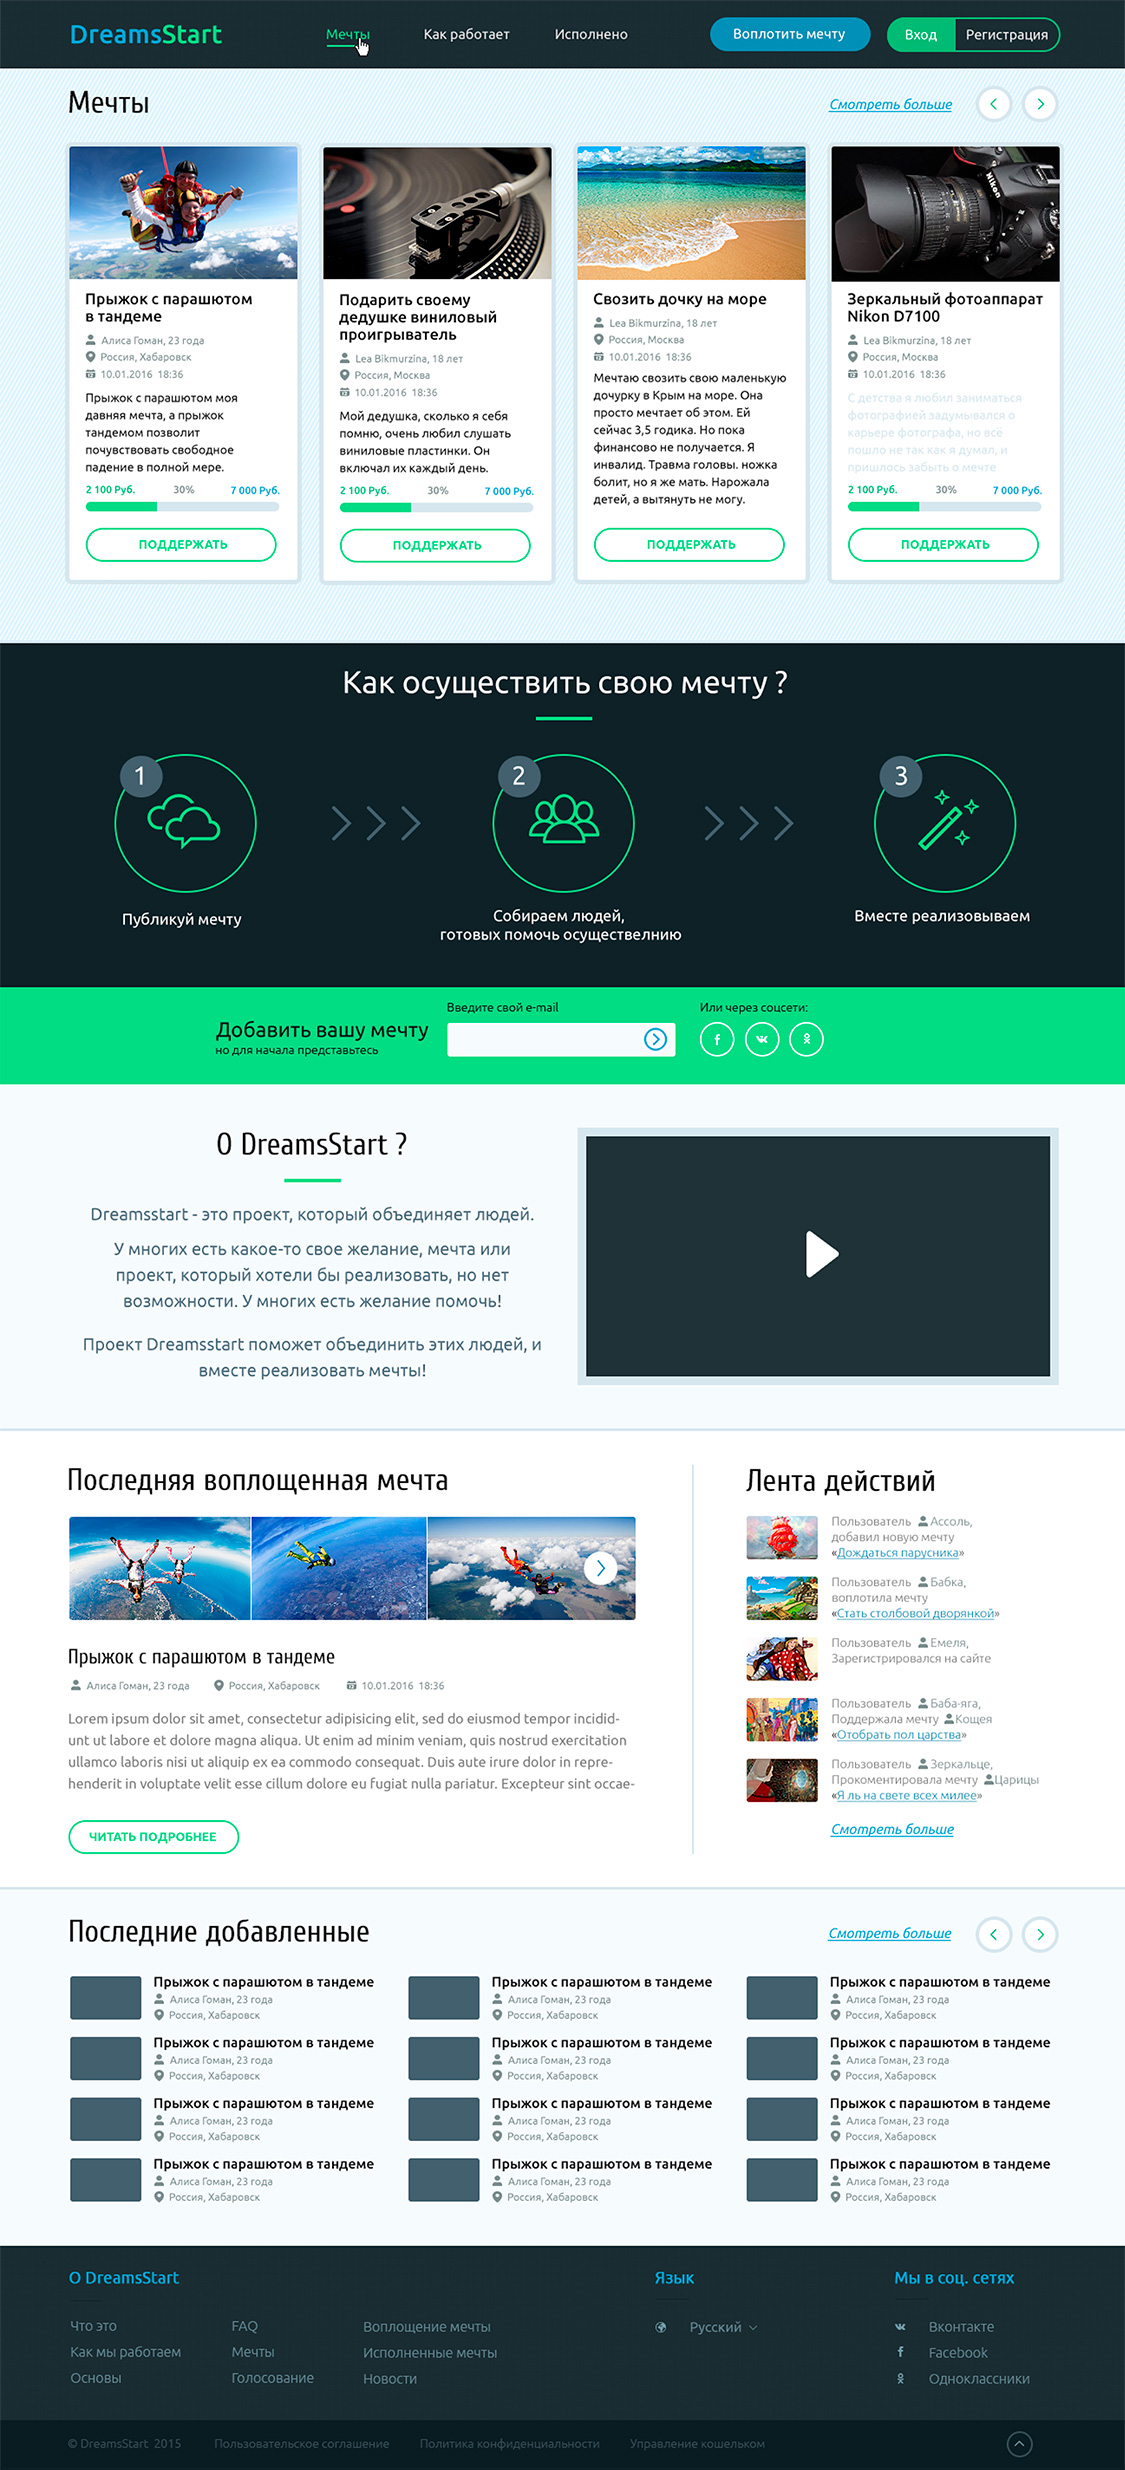 DreamsStart
Мечты
Как работает
Исполнено
Воплотить мечту
Вход
Регистрация
Мечты
Смотреть больше
Прыжок с парашютом
в тандеме
Алиса Гоман, 23 года
Россия, Хабаровск
10.01.2016 18:36
Прыжок с парашютом моя
давняя мечта, а прыжок
тандемом позволит
почувствовать свободное
падение в полной мере.
2 100 Руб. 30% 7 000 Руб.
ПОДДЕРЖАТЬ
Подарить своему
дедушке виниловый
проигрыватель
Lea Bikmurzina, 18 лет
Россия, Москва
10.01.2016 18:36
Мой дедушка, сколько я себя
помню, очень любил слушать
виниловые пластинки. Он
включал их каждый день.
2 100 Руб. 30% 7 000 Руб.
ПОДДЕРЖАТЬ
Свозить дочку на море
Lea Bikmurzina, 18 лет
Россия, Москва
10.01.2016 18:36
Мечтаю свозить свою маленькую
дочурку в Крым на море. Она
просто мечтает об этом. Ей
сейчас 3,5 годика. Но пока
финансово не получается. Я
инвалид. Травма головы. ножка
болит, но я же мать. Нарожала
детей, а вытянуть не могу.
ПОДДЕРЖАТЬ
Nikon
Зеркальный фотоаппарат
Nikon D7100
Lea Bikmurzina, 18 лет
Россия, Москва
10.01.2016 18:36
С детства я любил заниматься
фотографией задумывался о
карьере фотографа, но всё
пошло не так как я думал, и
пришлось забыть о мечте
2 100 Руб. 30% 7 000 Руб.
ПОДДЕРЖАТЬ
Как осуществить свою мечту ?
1
2
3
Публикуй мечту
Собираем людей,
готовых помочь осуществелнию
Вместе реализовываем
Добавить вашу мечту
но для начала представьтесь
Введите свой e-mail
Или через соцсети:
О DreamsStart ?
Dreamsstart - это проект, который объединяет людей.
У многих есть какое-то свое желание, мечта или
проект, который хотели бы реализовать, но нет
возможности. У многих есть желание помочь!
Проект Dreamsstart поможет объединить этих людей, и
вместе реализовать мечты!
Последняя воплощенная мечта
Прыжок с парашютом в тандеме
Алиса Гоман, 23 года Россия, Хабаровск 10.01.2016 18:36
Lorem ipsum dolor sit amet, consectetur adipisicing elit, sed do eiusmod tempor incidid-
unt ut labore et dolore magna aliqua. Ut enim ad minim veniam, quis nostrud exercitation
ullamco laboris nisi ut aliquip ex ea commodo consequat. Duis aute irure dolor in repre-
henderit in voluptate velit esse cillum dolore eu fugiat nulla pariatur. Excepteur sint occae-
ЧИТАТЬ ПОДРОБНЕЕ
Лента действий
Пользователь Ассоль,
добавил новую мечту
«Дождаться парусника»
Пользователь Бабка,
воплотила мечту
«Стать столбовой дворянкой»
Пользователь Емеля,
Зарегистрировался на сайте
Пользователь Баба-яга,
Поддержала мечту Кощея
«Отобрать пол царства»
Пользователь Зеркальце,
Прокоментировала мечту Царицы
«Я ль на свете всех милее»
Смотреть больше
Последние добавленные
Смотреть больше
Прыжок с парашютом в тандеме
Алиса Гоман, 23 года
Россия, Хабаровск
Прыжок с парашютом в тандеме
Алиса Гоман, 23 года
Россия, Хабаровск
Прыжок с парашютом в тандеме
Алиса Гоман, 23 года
Россия, Хабаровск
Прыжок с парашютом в тандеме
Алиса Гоман, 23 года
Россия, Хабаровск
Прыжок с парашютом в тандеме
Алиса Гоман, 23 года
Россия, Хабаровск
Прыжок с парашютом в тандеме
Алиса Гоман, 23 года
Россия, Хабаровск
Прыжок с парашютом в тандеме
Алиса Гоман, 23 года
Россия, Хабаровск
Прыжок с парашютом в тандеме
Алиса Гоман, 23 года
Россия, Хабаровск
Прыжок с парашютом в тандеме
Алиса Гоман, 23 года
Россия, Хабаровск
Прыжок с парашютом в тандеме
Алиса Гоман, 23 года
Россия, Хабаровск
Прыжок с парашютом в тандеме
Алиса Гоман, 23 года
Россия, Хабаровск
Прыжок с парашютом в тандеме
Алиса Гоман, 23 года
Россия, Хабаровск
О DreamsStart
Что это
Как мы работаем
Основы
FAQ
Мечты
Голосование
Воплощение мечты
Исполненные мечты
Новости
Язык
Русский
Мы в соц. сетях
Вконтакте
Facebook
Одноклассники
© DreamsStart 2015
Пользовательское соглашение
Политика конфиденциальности
Управление кошельком